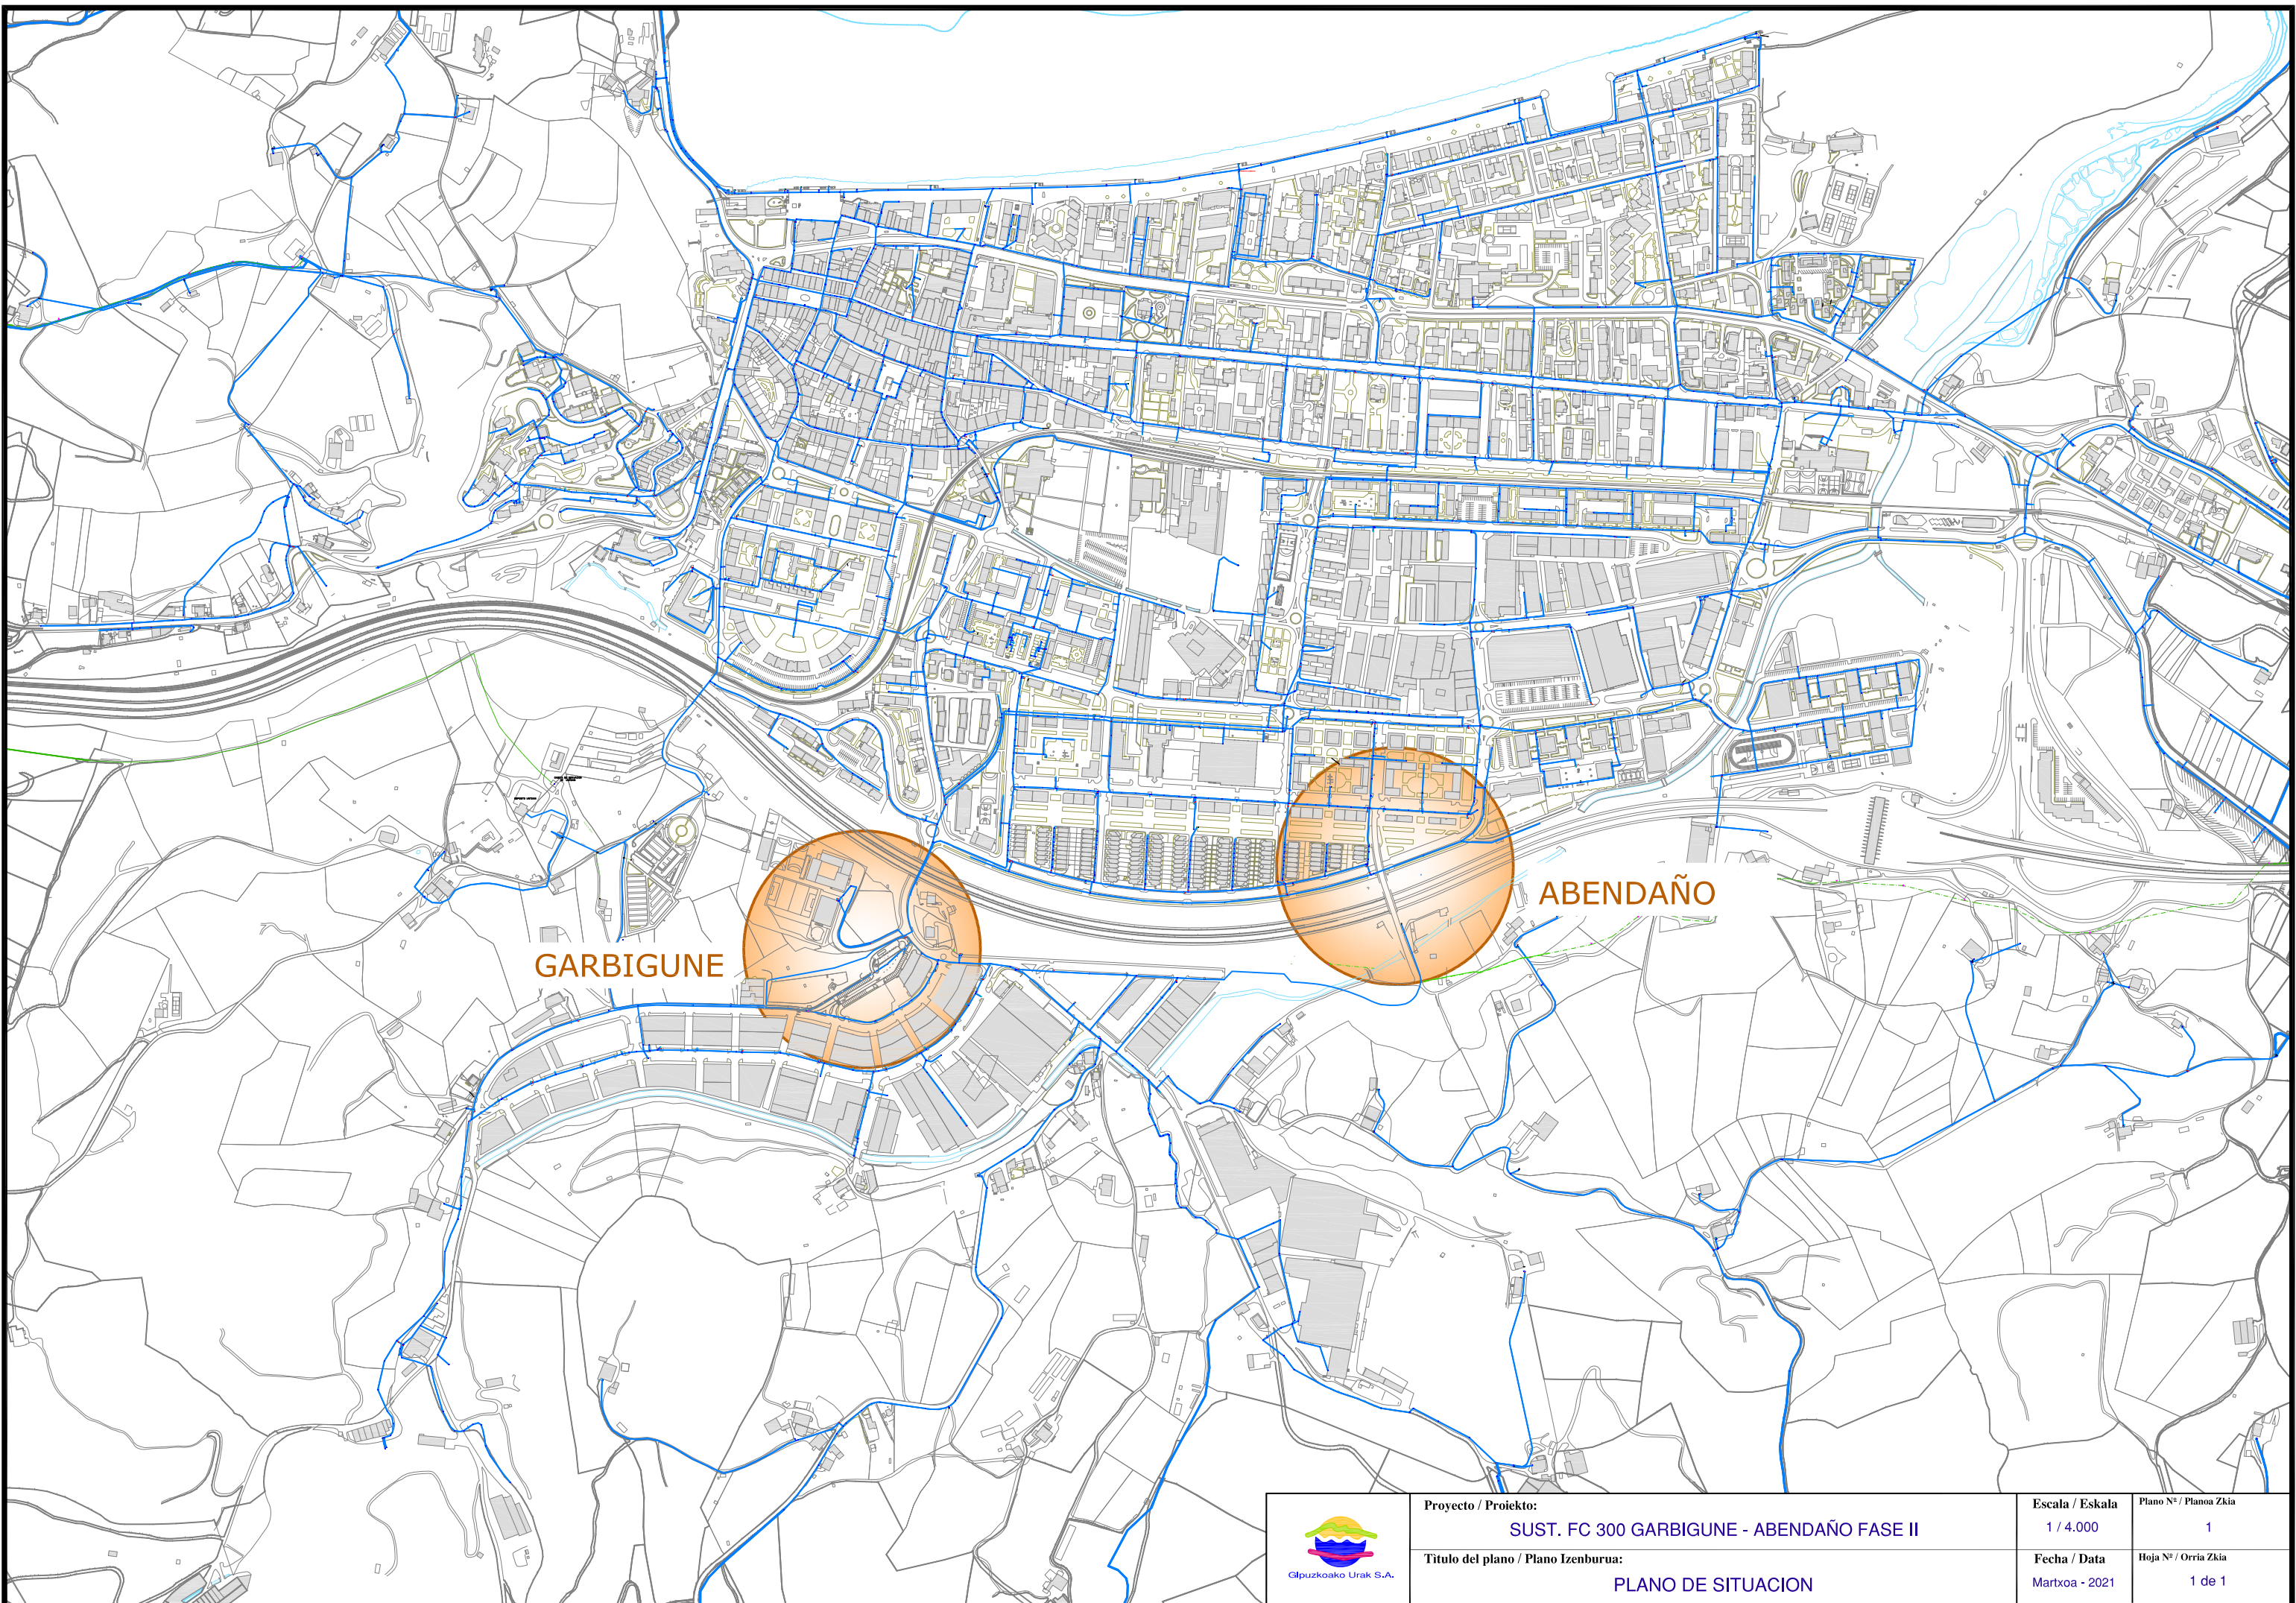 ABENDAÑO
GARBIGUNE
Gipuzkoako Urak S.A.
Proyecto / Proiekto:
SUST. FC 300 GARBIGUNE - ABENDAÑO FASE II
Titulo del plano / Plano Izenburua:
PLANO DE SITUACION
Escala / Eskala
1 / 4.000
Fecha / Data
Martxoa - 2021
Plano Nº / Planoa Zkia
1
Hoja Nº / Orria Zkia
1 de 1